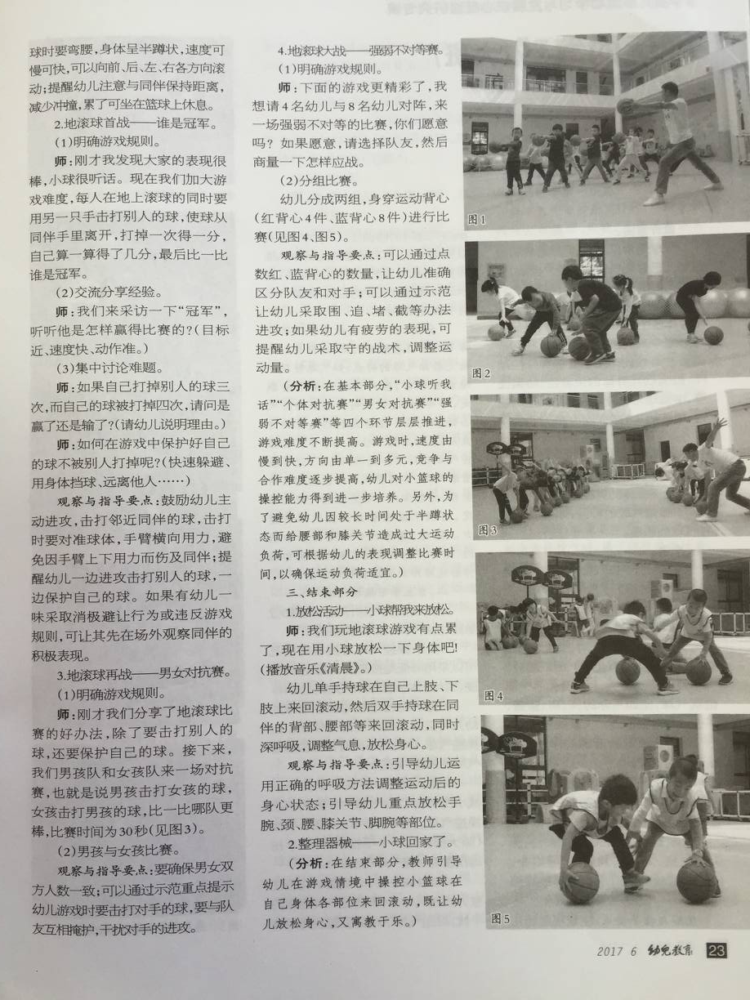 球时要弯腰,身体呈半蹲状,速度可
慢可快,可以向前、后、左、右各方向滚
动;提醒幼儿注意与同伴保持距离,
减少冲撞,累了可坐在篮球上休息。
2.地滚球首战——谁是冠军。
(1)明确游戏规则。
师:刚才我发现大家的表现很
棒,小球很听话。现在我们加大游
戏难度,每人在地上滚球的同时要
用另一只手击打别人的球,使球从
同伴手里离开,打掉一次得一分,
自己算一算得了几分,最后比一比
谁是冠军。
(2)交流分享经验。
师:我们来采访一下“冠军”,
听听他是怎样赢得比赛的?(目标
近、速度快、动作准。)
(3)集中讨论难题。
师:如果自己打掉别人的球三
次,而自己的球被打掉四次,请问是
赢了还是输了?(请幼儿说明理由。)
师:如何在游戏中保护好自己
的球不被别人打掉呢?(快速躲避、
用身体挡球、远离他人……)
观察与指导要点:鼓励幼儿主
动进攻,击打邻近同伴的球,击打
时要对准球体,手臂横向用力,避
免因手臂上下用力而伤及同伴;提
醒幼儿一边进攻击打别人的球,一
边保护自己的球。如果有幼儿一
味采取消极避让行为或违反游戏
规则,可让其先在场外观察同伴的
积极表现。
3.地滚球再战——男女对抗赛。
(1)明确游戏规则。
师:刚才我们分享了地滚球比
赛的好办法,除了要击打别人的
球,还要保护自己的球。接下来,
我们男孩队和女孩队来一场对抗
赛,也就是说男孩击打女孩的球,
女孩击打男孩的球,比一比哪队更
棒,比赛时间为30秒(见图3)。
(2)男孩与女孩比赛。
观察与指导要点:要确保男女双
方人数一致;可以通过示范重点提示
幼儿游戏时要击打对手的球,要与队
友互相掩护,干扰对手的进攻。
4.地滚球大战——强弱不对等赛。
(1)明确游戏规则。
师:下面的游戏更精彩了,我
想请4名幼儿与8名幼儿对阵,来
一场强弱不对等的比赛,你们愿意
吗?如果愿意,请选择队友,然后
商量一下怎样应战。
(2)分组比赛。
幼儿分成两组,身穿运动背心
(红背心4件、蓝背心8件)进行比
赛(见图4、图5)。
观察与指导要点:可以通过点
数红、蓝背心的数量,让幼儿准确
区分队友和对手;可以通过示范
让幼儿采取围、追、堵、截等办法
进攻;如果幼儿有疲劳的表现,可
提醒幼儿采取守的战术,调整运
动量。
(分析:在基本部分,“小球听我
话”“个体对抗赛”“男女对抗赛”“强
弱不对等赛”等四个环节层层推进,
游戏难度不断提高。游戏时,速度由
慢到快,方向由单一到多元,竞争与
合作难度逐步提高,幼儿对小篮球的
操控能力得到进一步培养。另外,为
了避免幼儿因较长时间处于半蹲状
态而给腰部和膝关节造成过大运动
负荷,可根据幼儿的表现调整比赛时
间,以确保运动负荷适宜。)
三、结束部分
1.放松活动——小球帮我来放松。
师:我们玩地滚球游戏有点累
了,现在用小球放松一下身体吧!
(播放音乐《清晨》。)
幼儿单手持球在自己上肢、下
肢上来回滚动,然后双手持球在同
伴的背部、腰部等来回滚动,同时
深呼吸,调整气息,放松身心。
观察与指导要点:引导幼儿运
用正确的呼吸方法调整运动后的
身心状态;引导幼儿重点放松手
腕、颈、腰、膝关节、脚腕等部位。
2.整理器械——小球回家了。
(分析:在结束部分,教师引导
幼儿在游戏情境中操控小篮球在
自己身体各部位来回滚动,既让幼
儿放松身心,又寓教于乐。)
图1
图2
图3
图4
图5
2017 6 幼儿教育 23